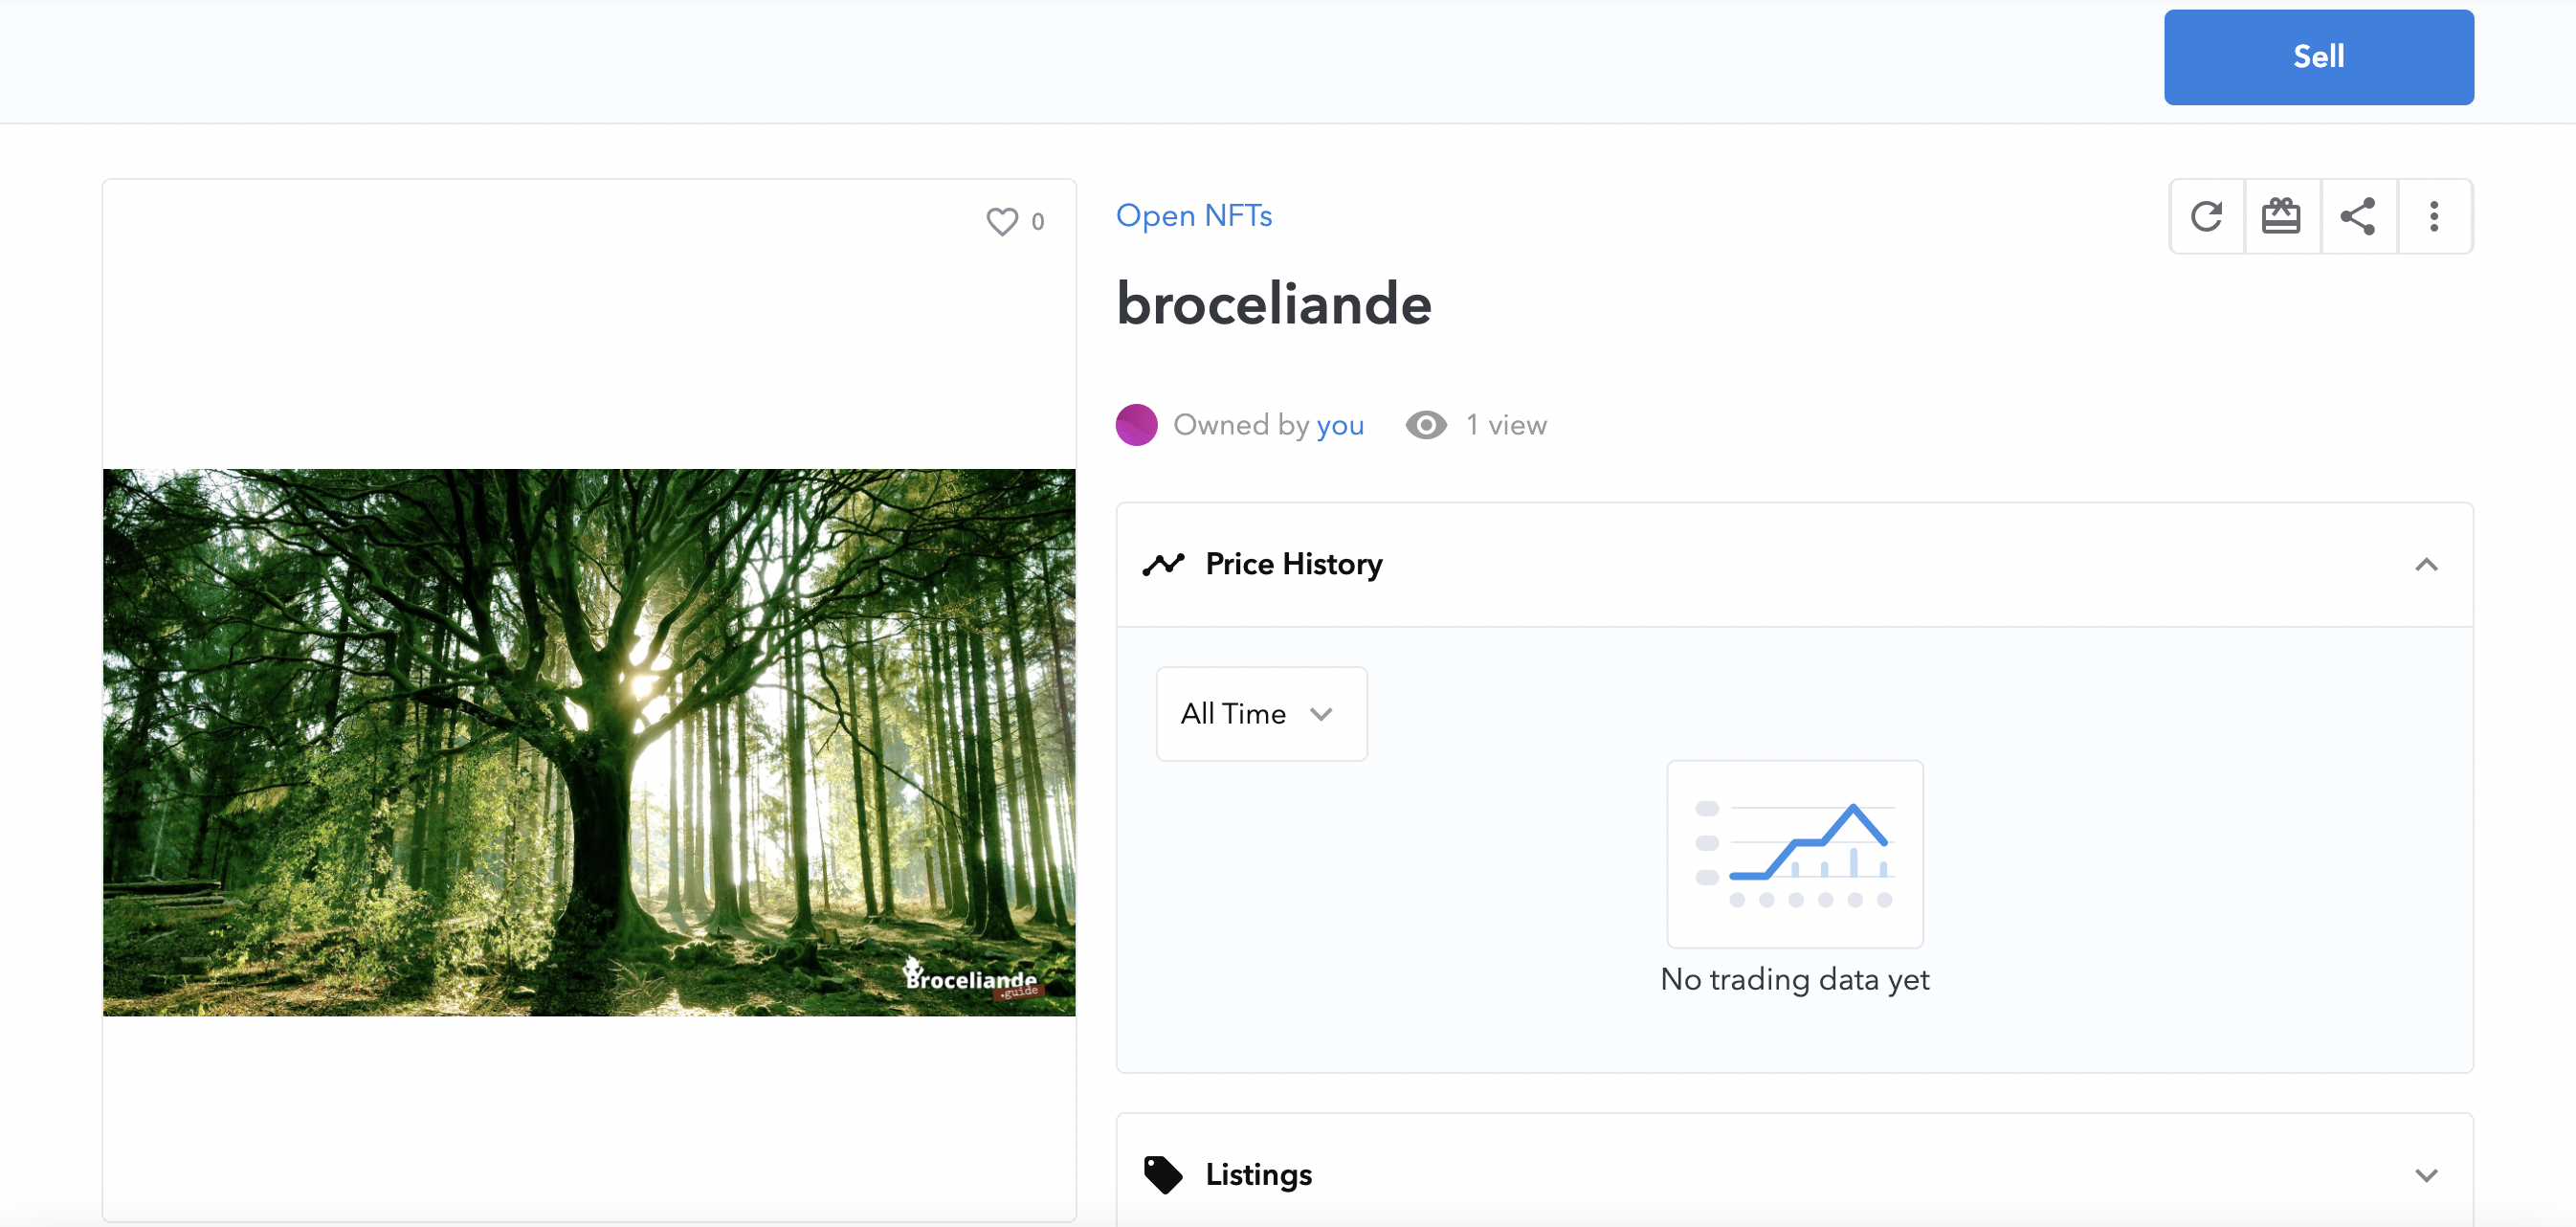 Sell
0
Open NFTs
broceliande
Owned by you
1 view
Price History
All Time
No trading data yet
Broceliande
.guide
Listings